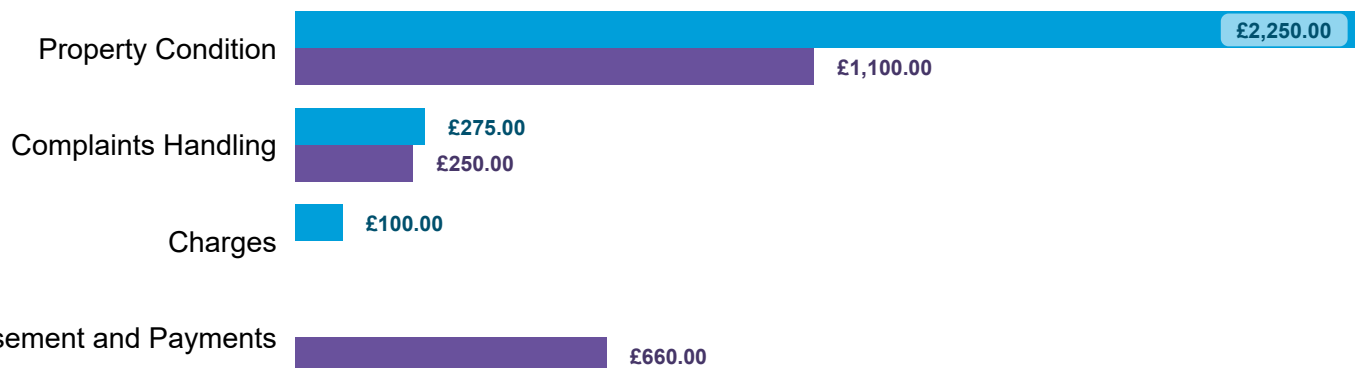 £2,250.00
Property Condition
£1,100.00
£275.00
Complaints Handling
£250.00
£100.00
Charges
and Payments
£660.00